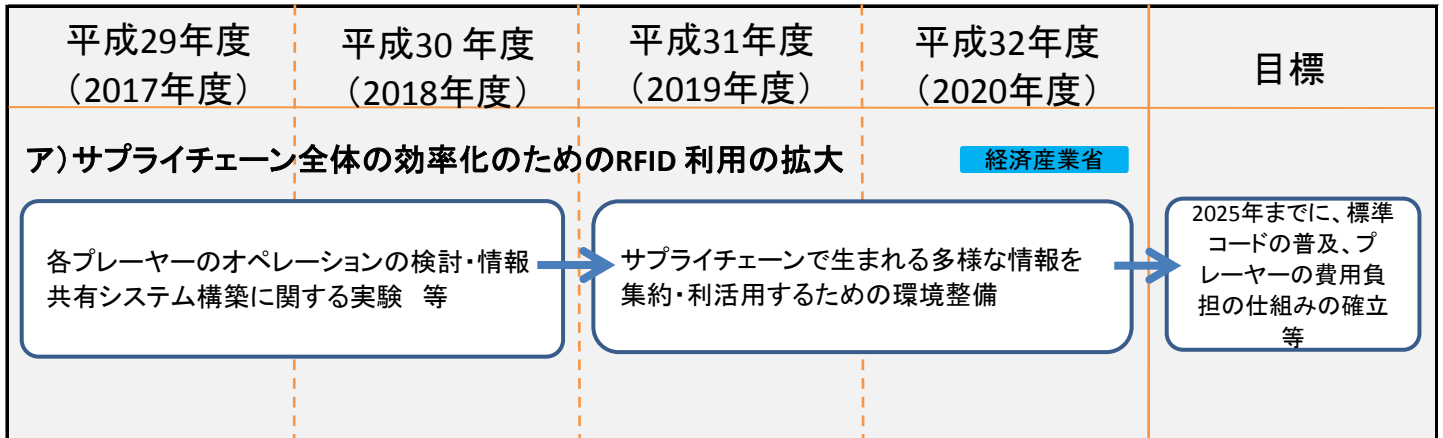 平成29年度
（2017年度）
平成30 年度
（2018年度）
平成31年度
（2019年度）
平成32年度
（2020年度）
目標
ア）サプライチェーン全体の効率化のためのRFID 利用の拡大
経済産業省
各プレーヤーのオペレーションの検討・情報
共有システム構築に関する実験　等
サプライチェーンで生まれる多様な情報を
集約・利活用するための環境整備
2025年までに、標準
コードの普及、プ
レーヤーの費用負
担の仕組みの確立
等